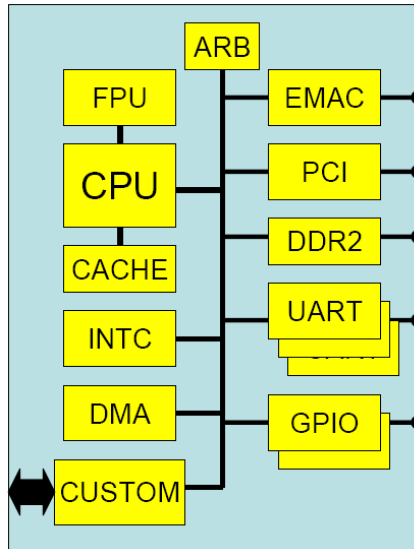 ARB
FPU
EMAC
CPU
PCI
CACHE
DDR2
INTC
UART
DMA
GPIO
CUSTOM